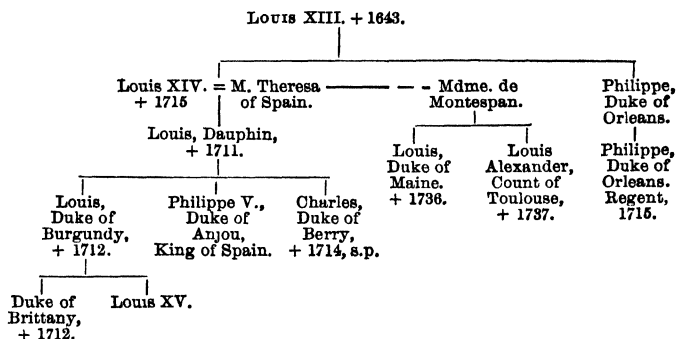 LOUIS XIII. + 1643.
Louis XIV. = M. Theresa — — - Mdme. de
+ 1715 of Spain. Montespan.
Philippe,
Duke of
Orleans.
Louis, Dauphin,
+ 1711.
Louis,
Duke of
Maine.
+ 1736.
Louis
Alexander,
Count of
Toulouse,
+ 1737.
Philippe,
Duke of
Orleans.
Regent,
1715.
Louis,
Duke of
Burgundy,
+ 1712.
Philippe V.,
Duke of
Anjou,
King of Spain.
Charles,
Duke of
Berry,
+ 1714, s.p.
Duke of
Brittany,
+ 1712.
Louis XV.